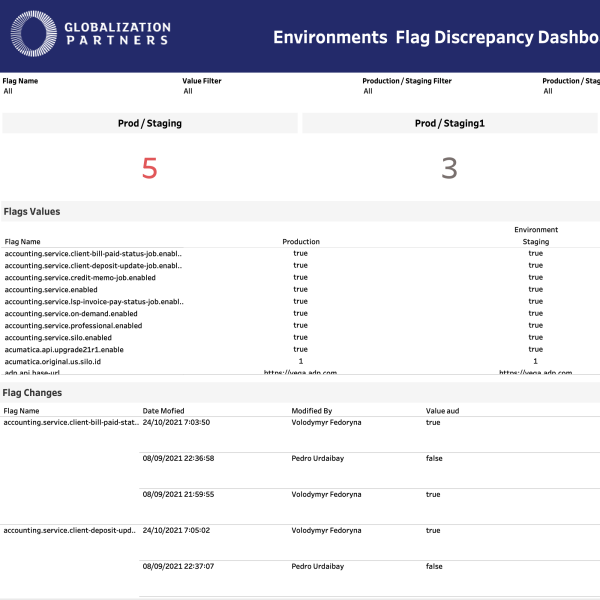 GLOBALIZATION
PARTNERS
Environments Flag Discrepancy Dashbo
Flag Name Value Filter Production / Staging Filter Production / Stag
All All All All
Prod / Staging Prod / Staging1
5 3
Flags Values
Environment
Flag Name Production Staging
accounting.service.client-bill-paid-status-job.enabl.. true true
accounting.service.client-deposit-update-job.enabl.. true true
accounting.service.credit-memo-job.enabled true true
accounting.service.enabled true true
accounting.service.lsp-invoice-pay-status-job.enabl.. true true
accounting.service.on-demand.enabled true true
accounting.service.professional.enabled true true
accounting.service.silo.enabled true true
acumatica.api.upgrade21r1.enable true true
acumatica.original.us.silo.id 1 1
adp.api.base-url https://vega.adp.com https://vega.adp.com
Flag Changes
Flag Name Date Mofied Modified By Value aud
accounting.service.client-bill-paid-stat.. 24/10/2021 7:03:50 Volodymyr Fedoryna true
08/09/2021 22:36:58 Pedro Urdaibay false
08/09/2021 21:59:55 Volodymyr Fedoryna true
accounting.service.client-deposit-upd.. 24/10/2021 7:05:02 Volodymyr Fedoryna true
08/09/2021 22:37:07 Pedro Urdaibay false